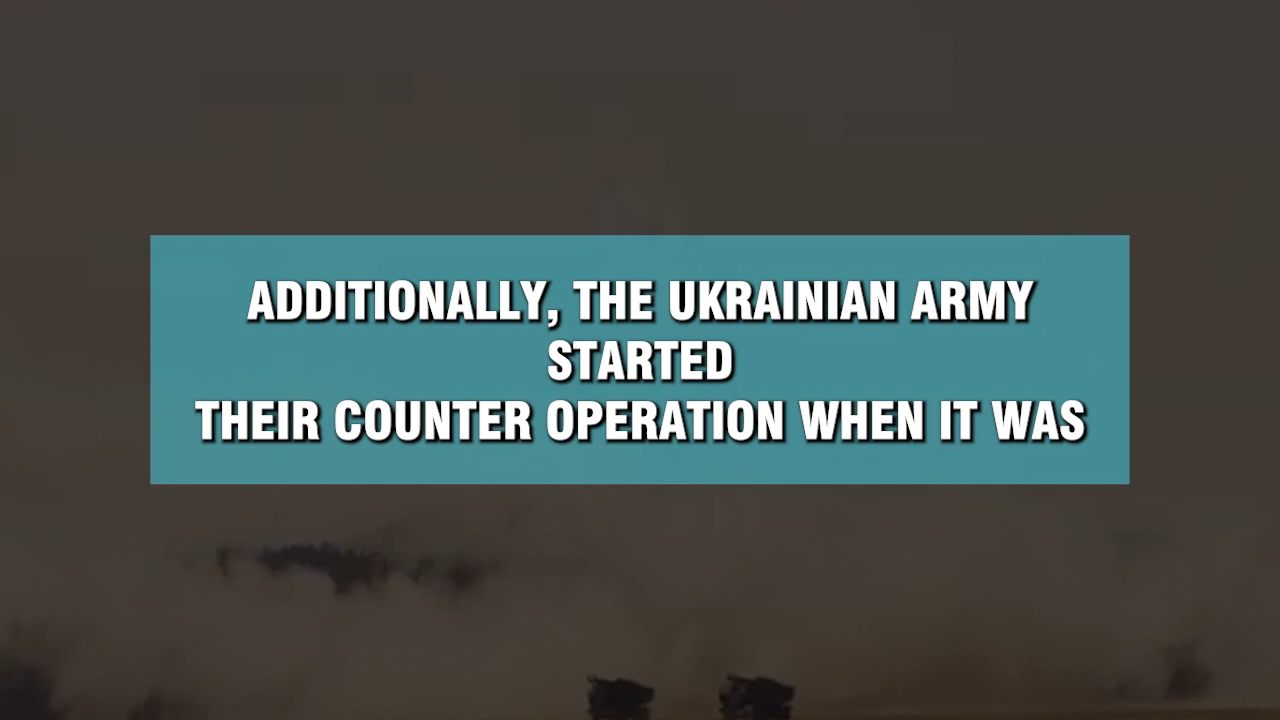 ADDITIONALLY, THE UKRAINIAN ARMY
STARTED
THEIR COUNTER OPERATION WHEN IT WAS